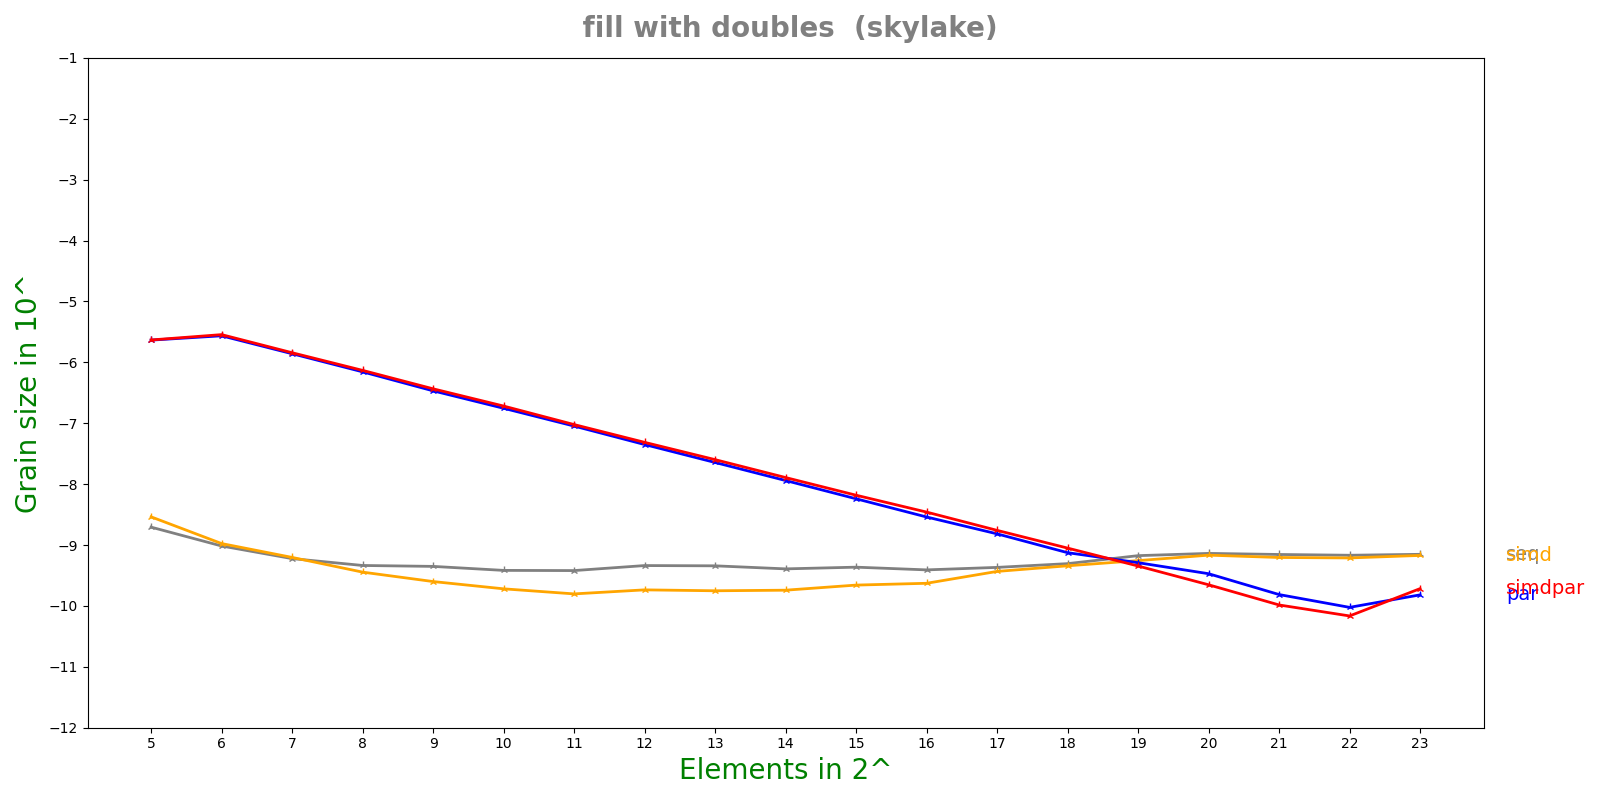 fill with doubles  (skylake)
Grain size in 10^
−1
−2
−3
−4
−5
−6
−7
−8
−9
−10
−11
−12
5 6 7 8 9 10 11 12 13 14 15 16 17 18 19 20 21 22 23
Elements in 2^
seq
simd
simdpar
par